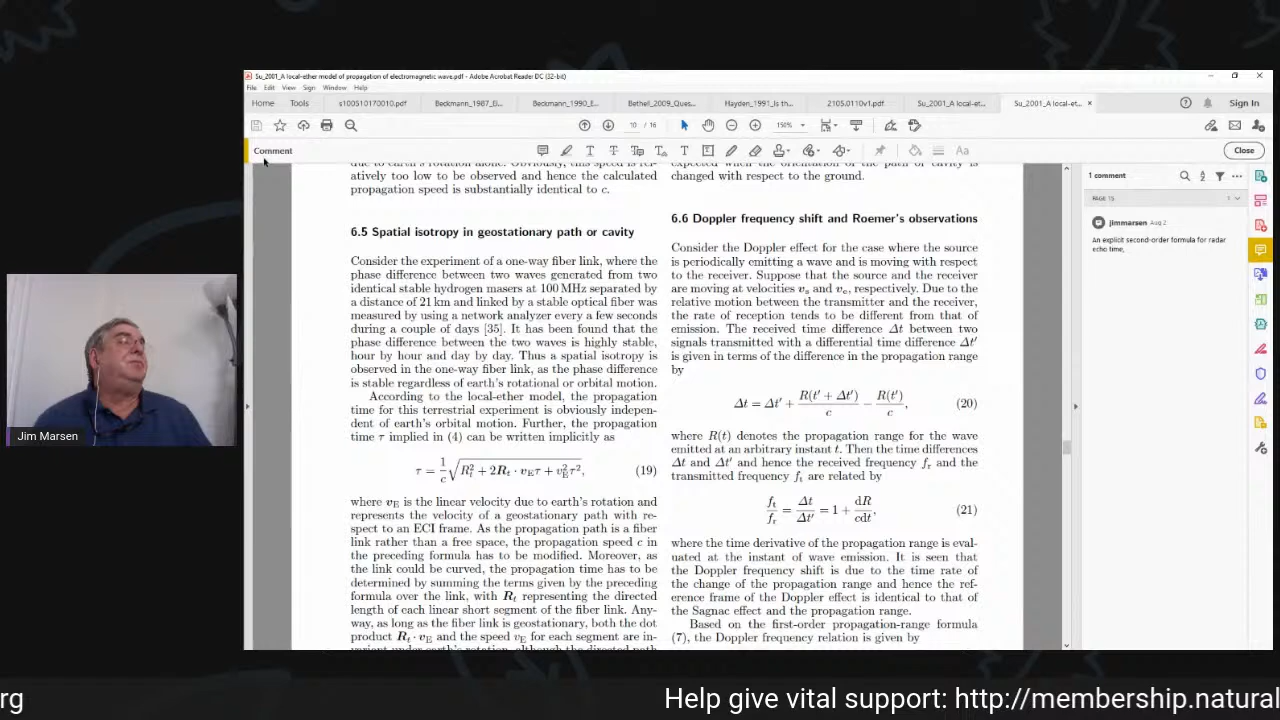 Su_2001_A local-ether model of propagation of electromagnetic wave.pdf - Adobe Acrobat Reader DC (32-bit)
File Edit View Sign Window Help
Home Tools s100510170010.pdf Beckmann_1987_B... Beckmann_1990_E... Bethel_2009_Ques... Hayden_1991_Is th... 2105.0110v1.pdf Su_2001_A local-et... Su_2001_A local-et... × Sign In
10 / 16 150%
Comment Aa Close
atively too low to be observed and hence the calculated
propagation speed is substantially identical to c.
6.5 Spatial isotropy in geostationary path or cavity
Consider the experiment of a one-way fiber link, where the
phase difference between two waves generated from two
identical stable hydrogen masers at 100 MHz separated by
a distance of 21 km and linked by a stable optical fiber was
measured by using a network analyzer every a few seconds
during a couple of days [35]. It has been found that the
phase difference between the two waves is highly stable,
hour by hour and day by day. Thus a spatial isotropy is
observed in the one-way fiber link, as the phase difference
is stable regardless of earth's rotational or orbital motion.
According to the local-ether model, the propagation
time for this terrestrial experiment is obviously indepen-
dent of earth's orbital motion. Further, the propagation
time τ implied in (4) can be written implicitly as
τ = 1/c √(R_t² + 2R_t · v_E τ + v_E² τ²), (19)
where v_E is the linear velocity due to earth's rotation and
represents the velocity of a geostationary path with re-
spect to an ECI frame. As the propagation path is a fiber
link rather than a free space, the propagation speed c in
the preceding formula has to be modified. Moreover, as
the link could be curved, the propagation time has to be
determined by summing the terms given by the preceding
formula over the link, with R_t representing the directed
length of each linear short segment of the fiber link. Any-
way, as long as the fiber link is geostationary, both the dot
product R_t · v_E and the speed v_E for each segment are in-
changed with respect to the ground.
6.6 Doppler frequency shift and Roemer's observations
Consider the Doppler effect for the case where the source
is periodically emitting a wave and is moving with respect
to the receiver. Suppose that the source and the receiver
are moving at velocities v_s and v_e, respectively. Due to the
relative motion between the transmitter and the receiver,
the rate of reception tends to be different from that of
emission. The received time difference Δt between two
signals transmitted with a differential time difference Δt′
is given in terms of the difference in the propagation range
by
Δt = Δt′ + R(t′ + Δt′)/c − R(t′)/c, (20)
where R(t) denotes the propagation range for the wave
emitted at an arbitrary instant t. Then the time differences
Δt and Δt′ and hence the received frequency f_r and the
transmitted frequency f_t are related by
f_t/f_r = Δt/Δt′ = 1 + dR/cdt, (21)
where the time derivative of the propagation range is eval-
uated at the instant of wave emission. It is seen that
the Doppler frequency shift is due to the time rate of
the change of the propagation range and hence the ref-
erence frame of the Doppler effect is identical to that of
the Sagnac effect and the propagation range.
Based on the first-order propagation-range formula
(7), the Doppler frequency relation is given by
1 comment
PAGE 15 1
jimmarsen Aug 2
An explicit second-order formula for radar
echo time,
Jim Marsen
rg Help give vital support: http://membership.natural